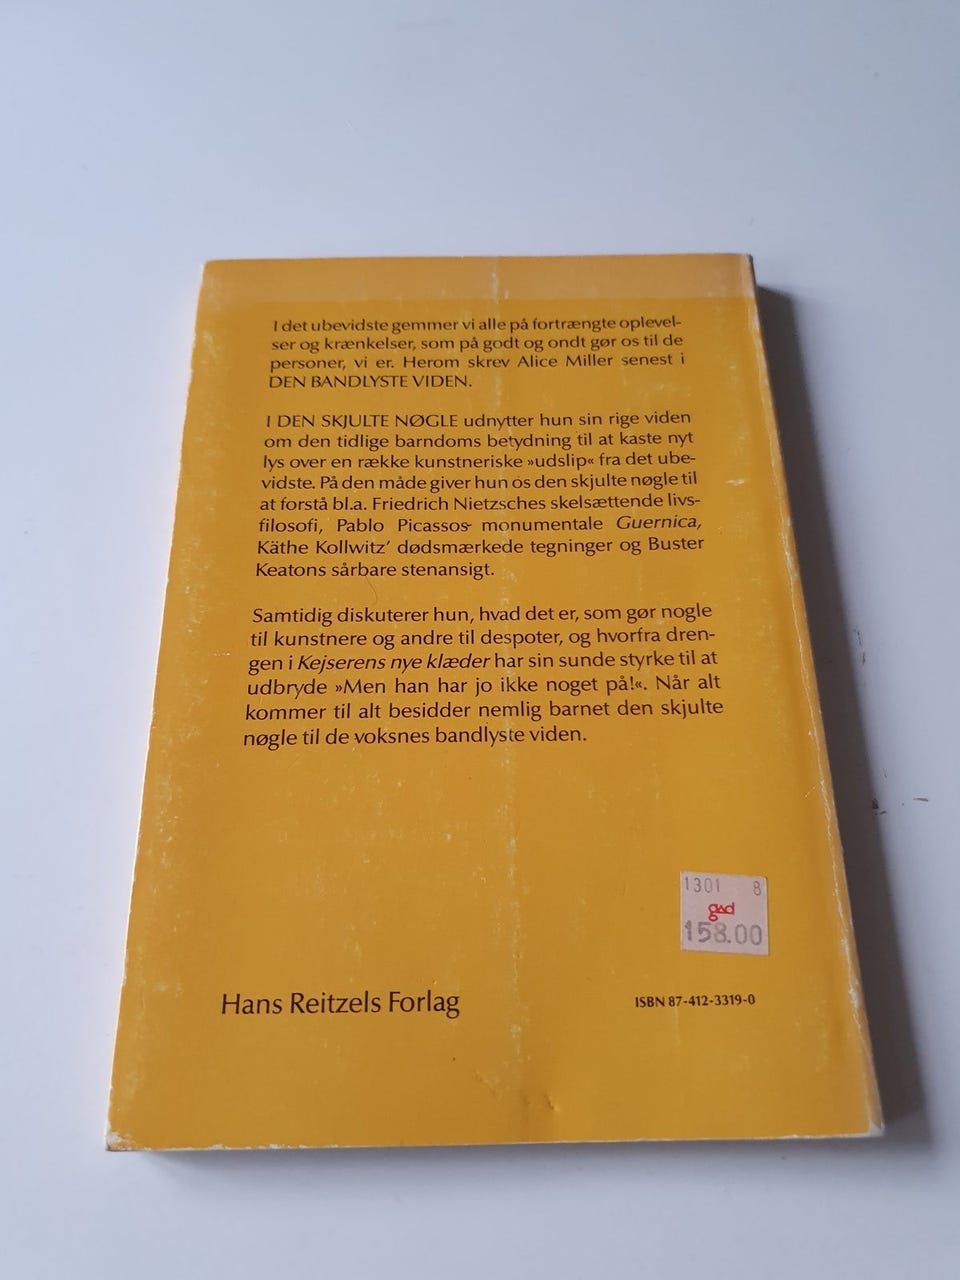 I det ubevidste gemmer vi alle på fortrængte oplevel-
ser og krænkelser, som på godt og ondt gør os til de
personer, vi er. Herom skrev Alice Miller senest i
DEN BANDLYSTE VIDEN.
I DEN SKJULTE NØGLE udnytter hun sin rige viden
om den tidlige barndoms betydning til at kaste nyt
lys over en række kunstneriske »udslip« fra det ube-
vidste. På den måde giver hun os den skjulte nøgle til
at forstå bl.a. Friedrich Nietzsches skelsættende livs-
filosofi, Pablo Picassos monumentale Guernica,
Käthe Kollwitz' dødsmærkede tegninger og Buster
Keatons sårbare stenansigt.
Samtidig diskuterer hun, hvad det er, som gør nogle
til kunstnere og andre til despoter, og hvorfra dren-
gen i Kejserens nye klæder har sin sunde styrke til at
udbryde »Men han har jo ikke noget på!«. Når alt
kommer til alt besidder nemlig barnet den skjulte
nøgle til de voksnes bandlyste viden.
1301 8
gad
158.00
Hans Reitzels Forlag
ISBN 87-412-3319-0